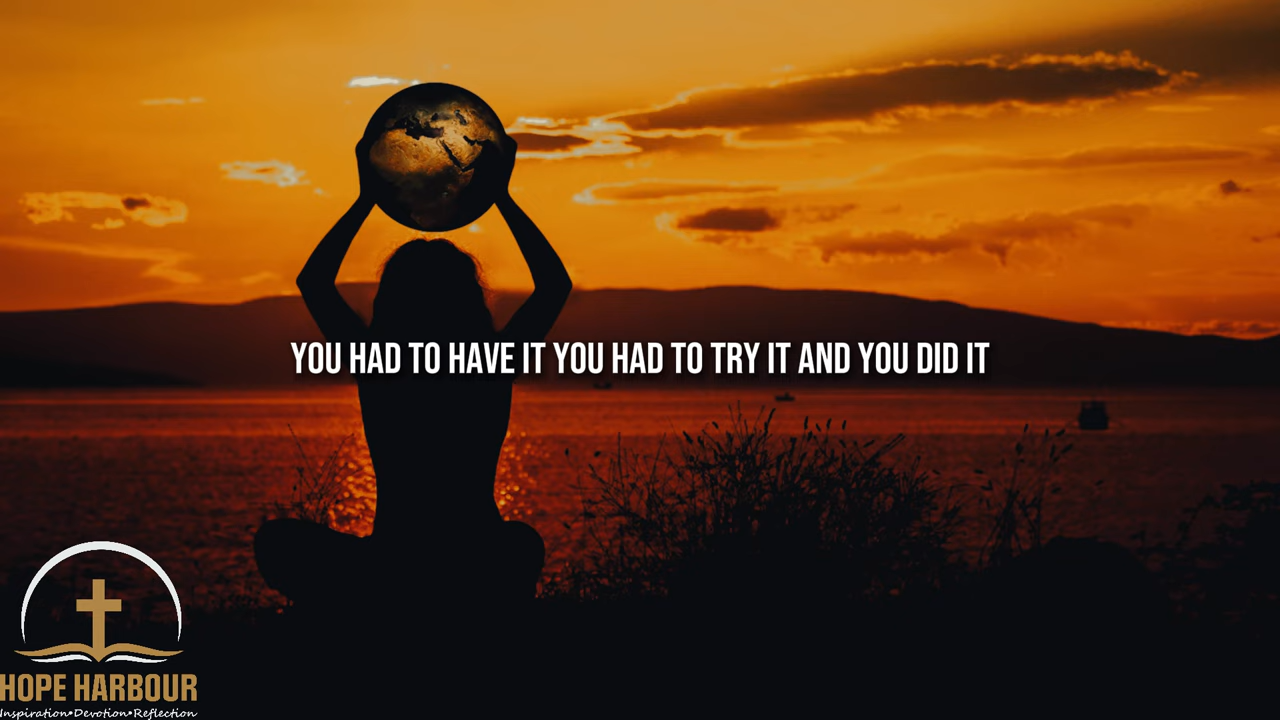 YOU HAD TO HAVE IT YOU HAD TO TRY IT AND YOU DID IT
HOPE HARBOUR
Inspiration•Devotion•Reflection